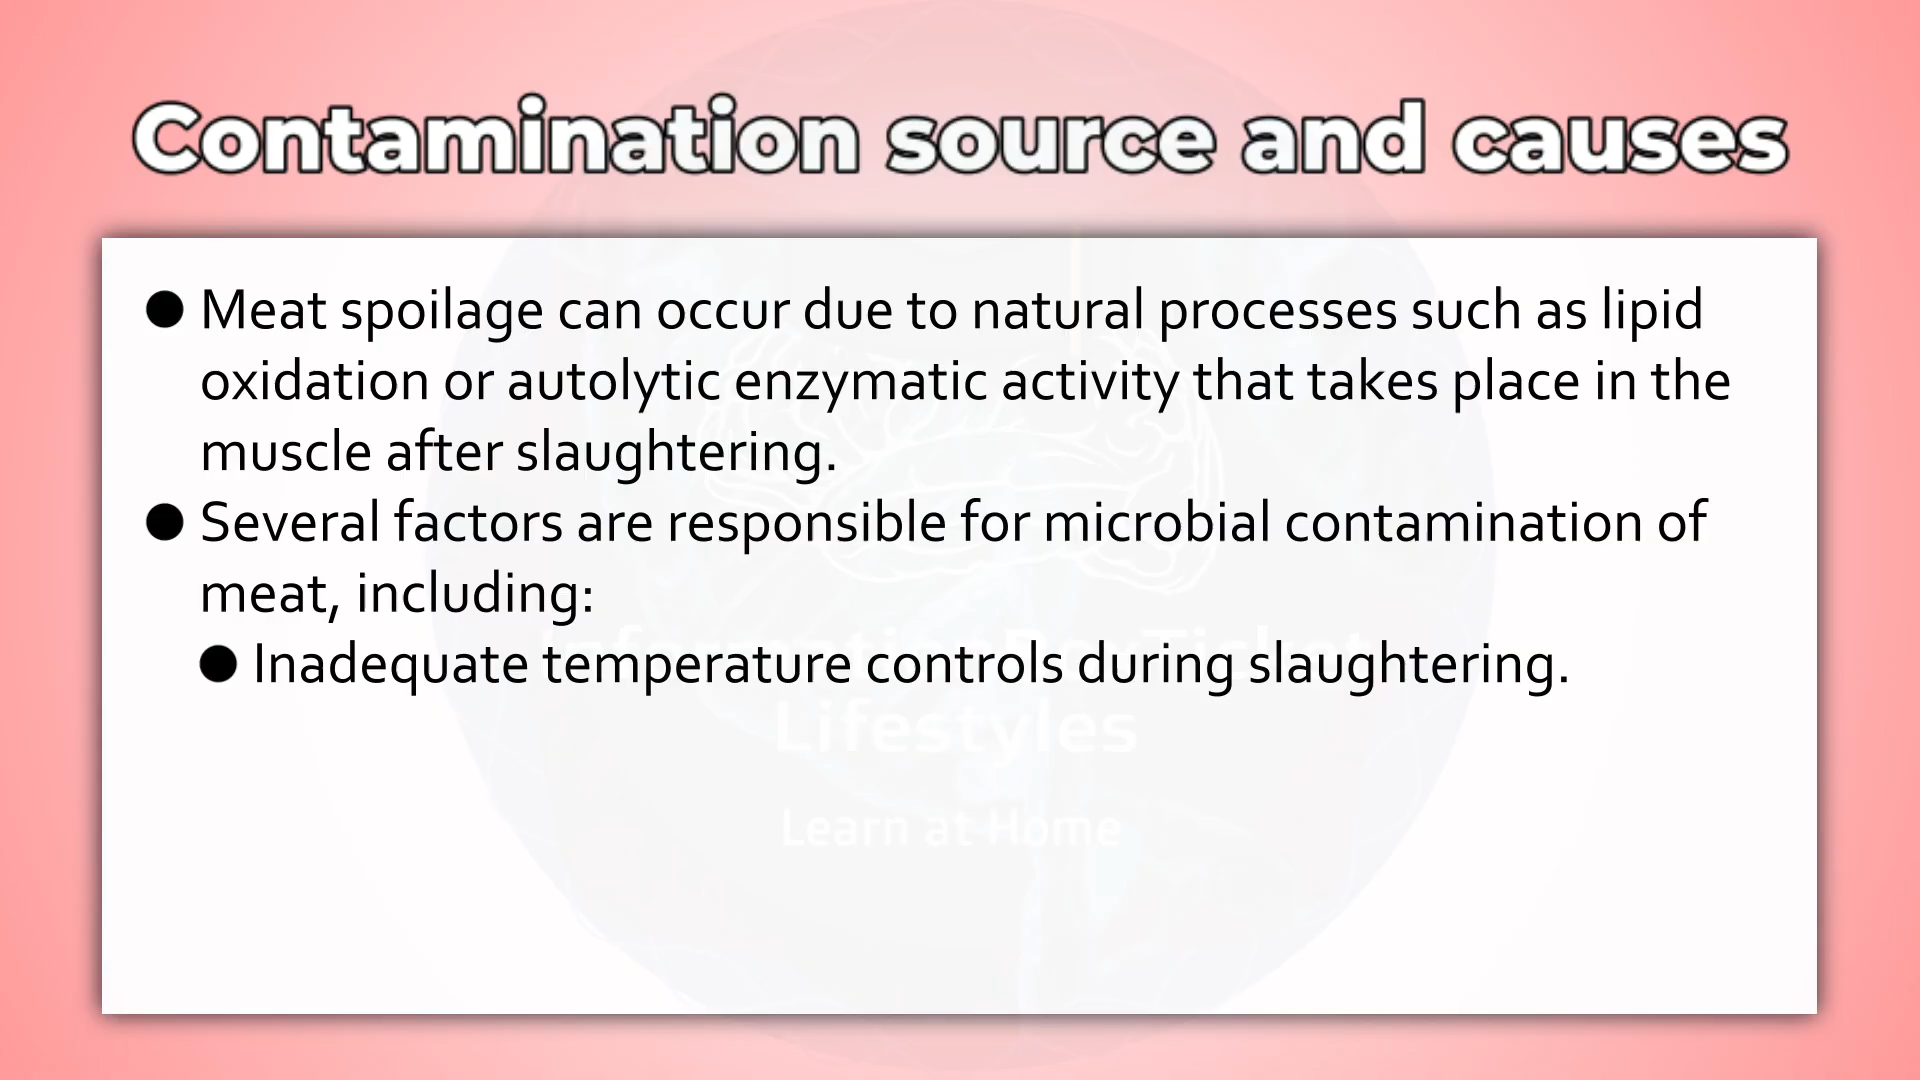 Contamination source and causes
● Meat spoilage can occur due to natural processes such as lipid
oxidation or autolytic enzymatic activity that takes place in the
muscle after slaughtering.
● Several factors are responsible for microbial contamination of
meat, including:
● Inadequate temperature controls during slaughtering.
Lifestyles
Learn at Home